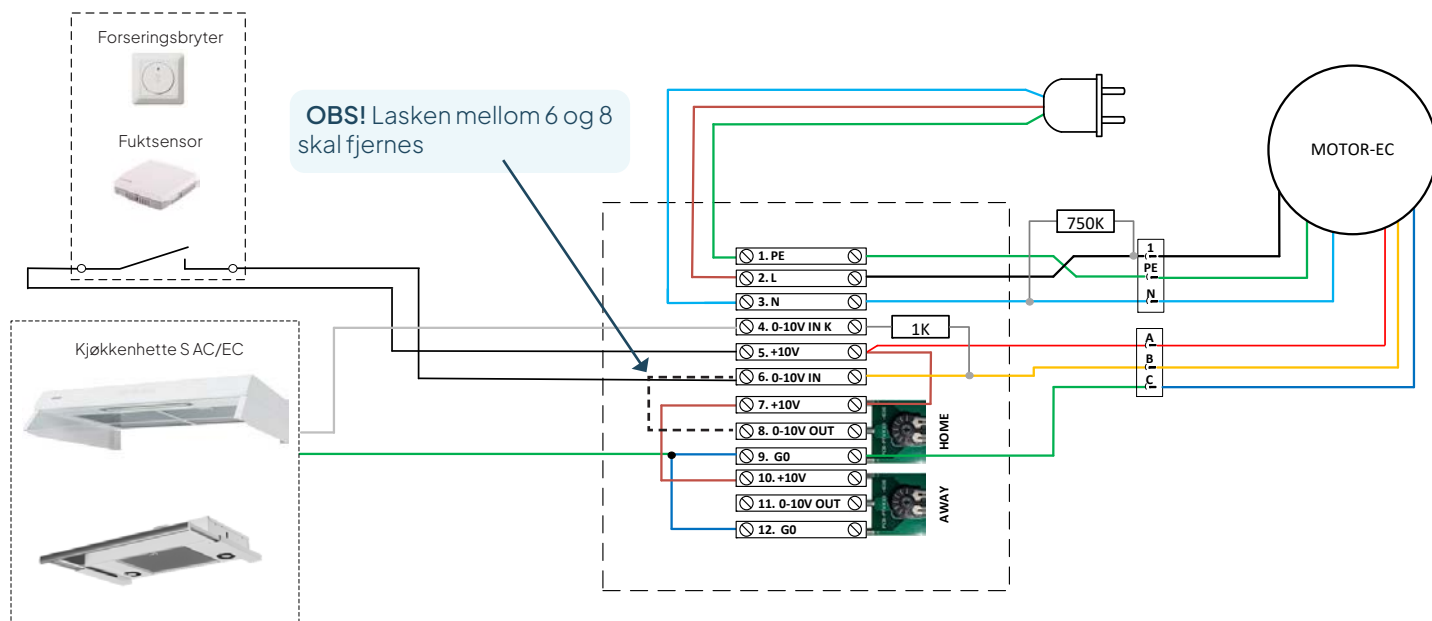 Forseringsbryter
Fuktsensor
OBS! Lasken mellom 6 og 8
skal fjernes
Kjøkkenhette S AC/EC
1. PE
2. L
3. N
4. 0-10V IN K
5. +10V
6. 0-10V IN
7. +10V
8. 0-10V OUT
9. G0
10. +10V
11. 0-10V OUT
12. G0
HOME
AWAY
1K
750K
1
PE
N
A
B
C
MOTOR-EC